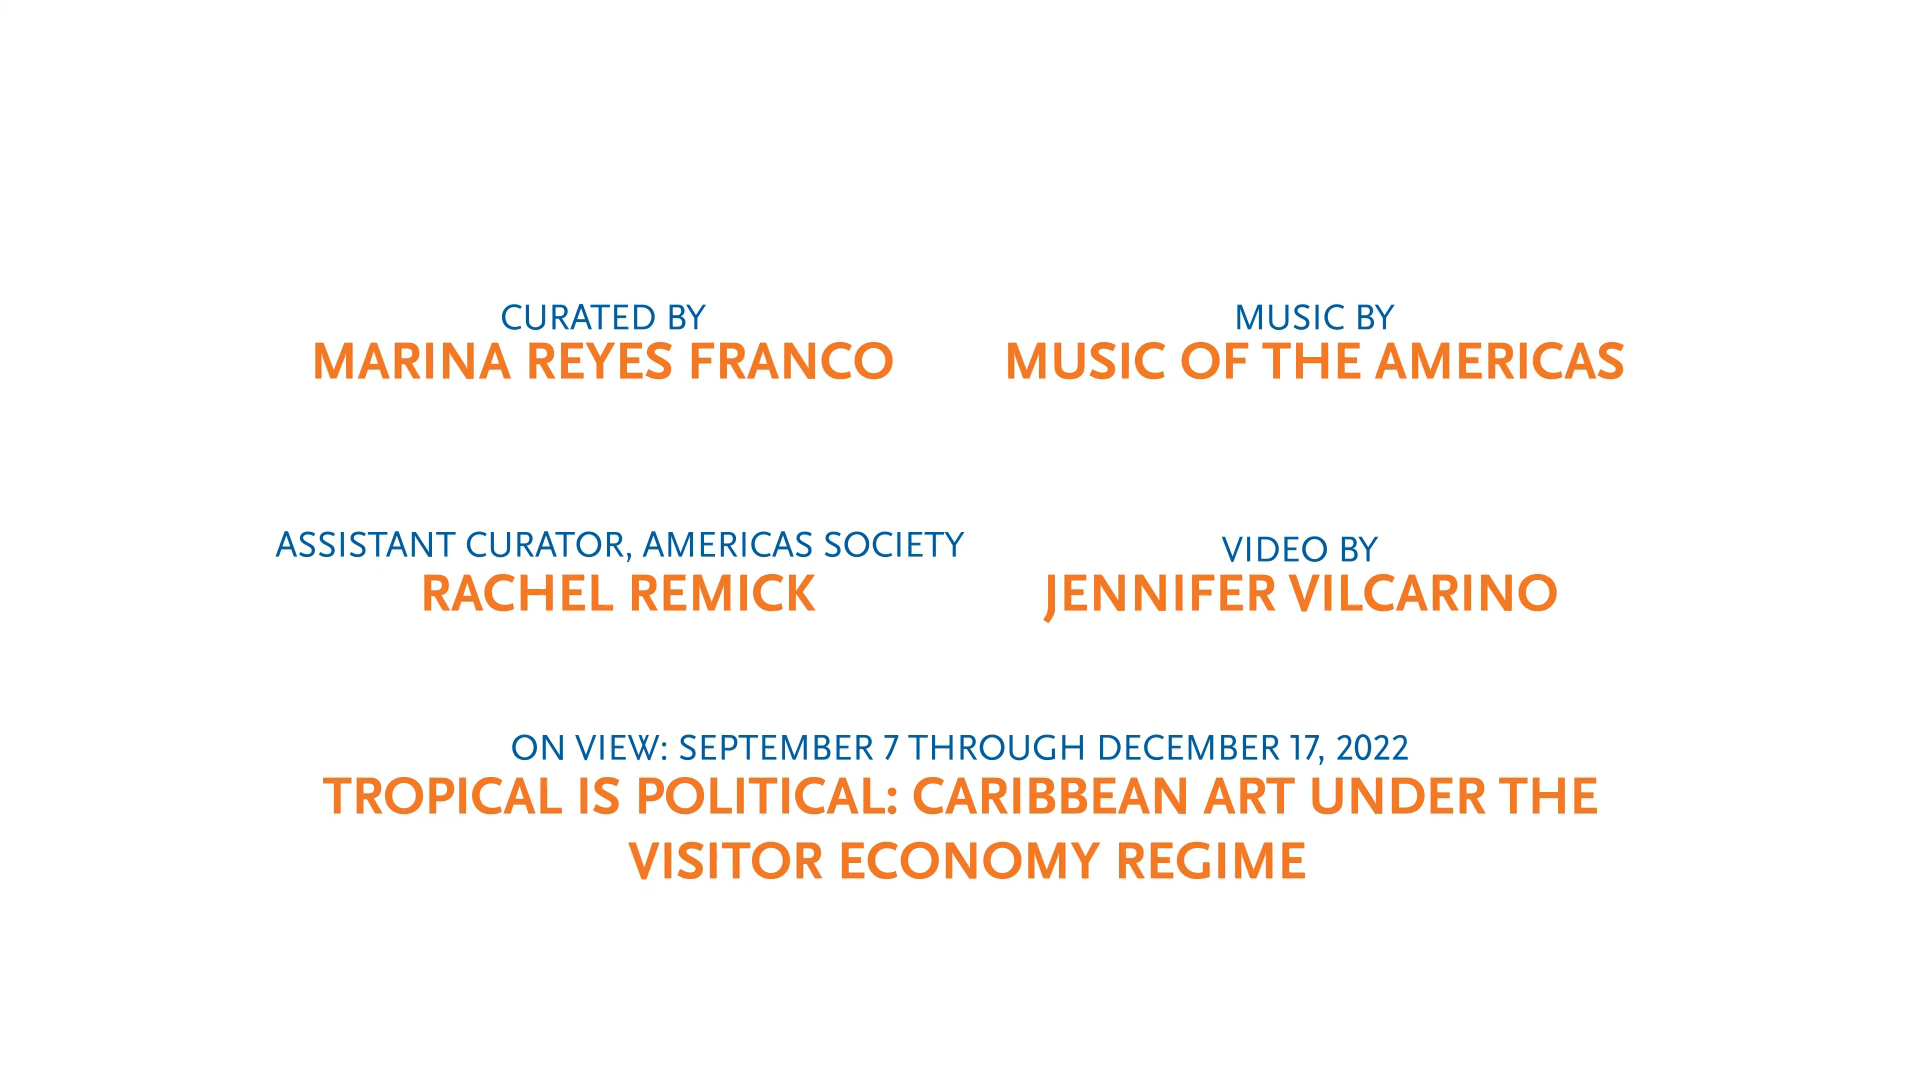 CURATED BY
MARINA REYES FRANCO
MUSIC BY
MUSIC OF THE AMERICAS
ASSISTANT CURATOR, AMERICAS SOCIETY
RACHEL REMICK
VIDEO BY
JENNIFER VILCARINO
ON VIEW: SEPTEMBER 7 THROUGH DECEMBER 17, 2022
TROPICAL IS POLITICAL: CARIBBEAN ART UNDER THE
VISITOR ECONOMY REGIME